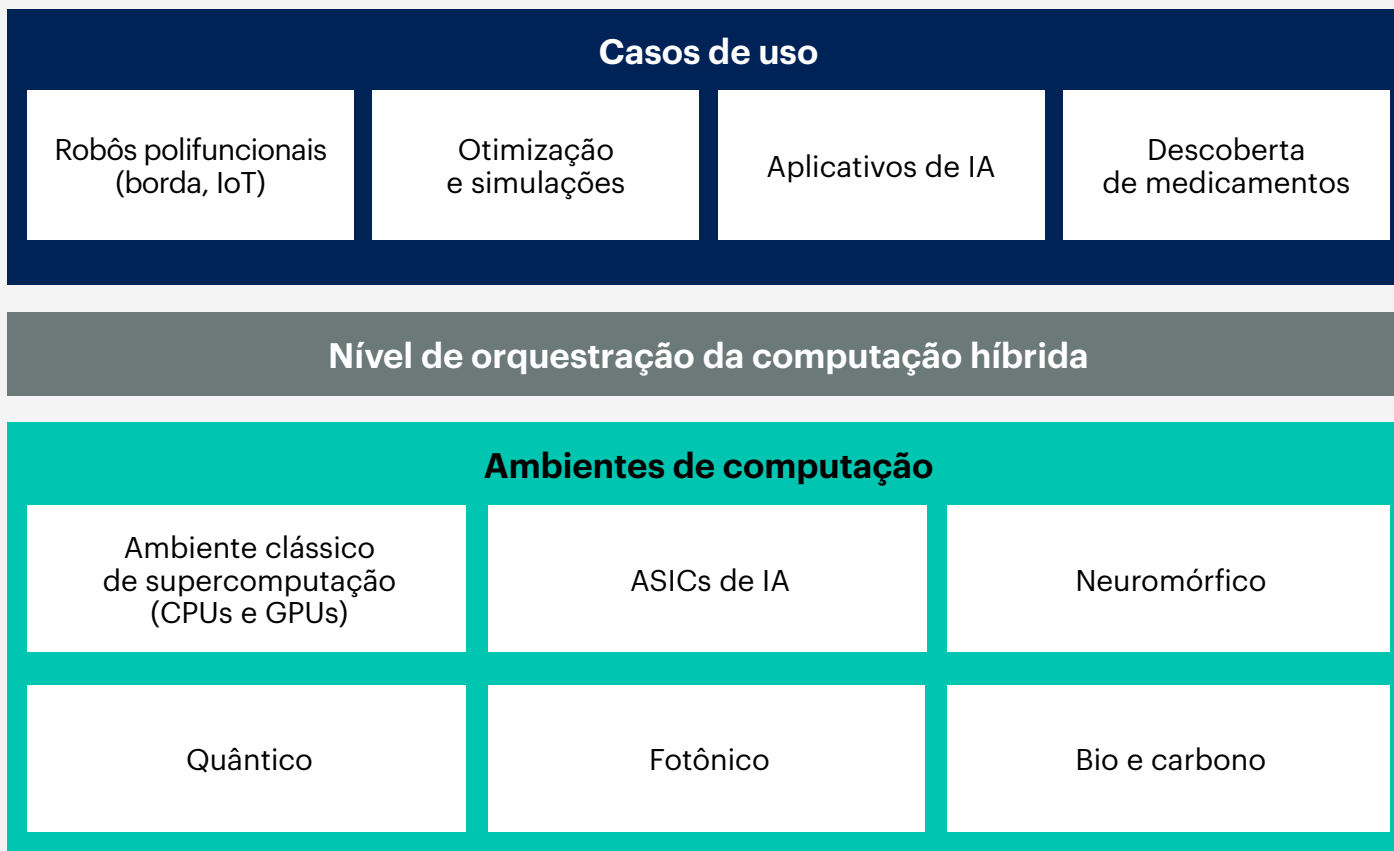 Casos de uso
Robôs polifuncionais
(borda, IoT)
Otimização
e simulações
Aplicativos de IA
Descoberta
de medicamentos
Nível de orquestração da computação híbrida
Ambientes de computação
Ambiente clássico
de supercomputação
(CPUs e GPUs)
ASICs de IA
Neuromórfico
Quântico
Fotônico
Bio e carbono